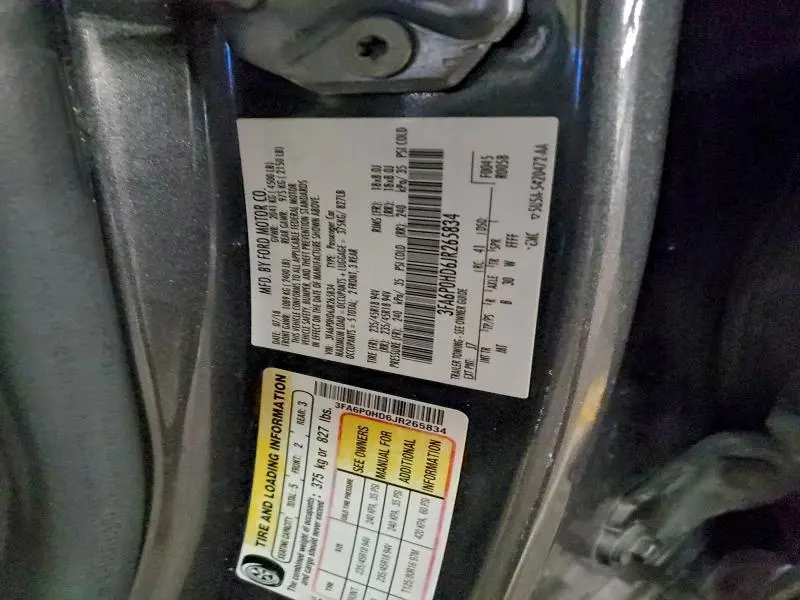 MFD. BY FORD MOTOR CO.
DATE: 07/18 GVWR: 2041 KG (4500 LB)
FRONT GAWR: 1089 KG (2400 LB) REAR GAWR: 975 KG (2150 LB)
THIS VEHICLE CONFORMS TO ALL APPLICABLE FEDERAL MOTOR
VEHICLE SAFETY, BUMPER, AND THEFT PREVENTION STANDARDS
IN EFFECT ON THE DATE OF MANUFACTURE SHOWN ABOVE.
VIN: 3FA6P0HD6JR265834 TYPE: Passenger Car
MAXIMUM LOAD = OCCUPANTS + LUGGAGE = 375KG/ 827LB
OCCUPANTS = 5 TOTAL: 2 FRONT, 3 REAR
TIRE (FR): 235/45R18 94V RIMS (FR): 18x8.0J
(RR): 235/45R18 94V (RR): 18x8.0J
PRESSURE (FR): 240 kPa/ 35 PSI COLD (RR): 240 kPa/ 35 PSI COLD
3FA6P0HD6JR265834
TRAILER TOWING - SEE OWNER GUIDE F0045
EXT PNT: J7 RC: 41 DSO: R0058
INT TR TP/PS R AXLE TR SPR
MT B 30 W FFFF
5U5A-5420472-AA
TIRE AND LOADING INFORMATION
SEATING CAPACITY TOTAL: 5 FRONT: 2 REAR: 3
The combined weight of occupants
and cargo should never exceed : 375 kg or 827 lbs.
3FA6P0HD6JR265834
TIRE SIZE COLD TIRE PRESSURE SEE OWNERS
FRONT 235/45R18 94V 240 KPA, 35 PSI MANUAL FOR
235/45R18 94V 240 KPA, 35 PSI ADDITIONAL
T125/80R16 97M 420 KPA, 60 PSI INFORMATION